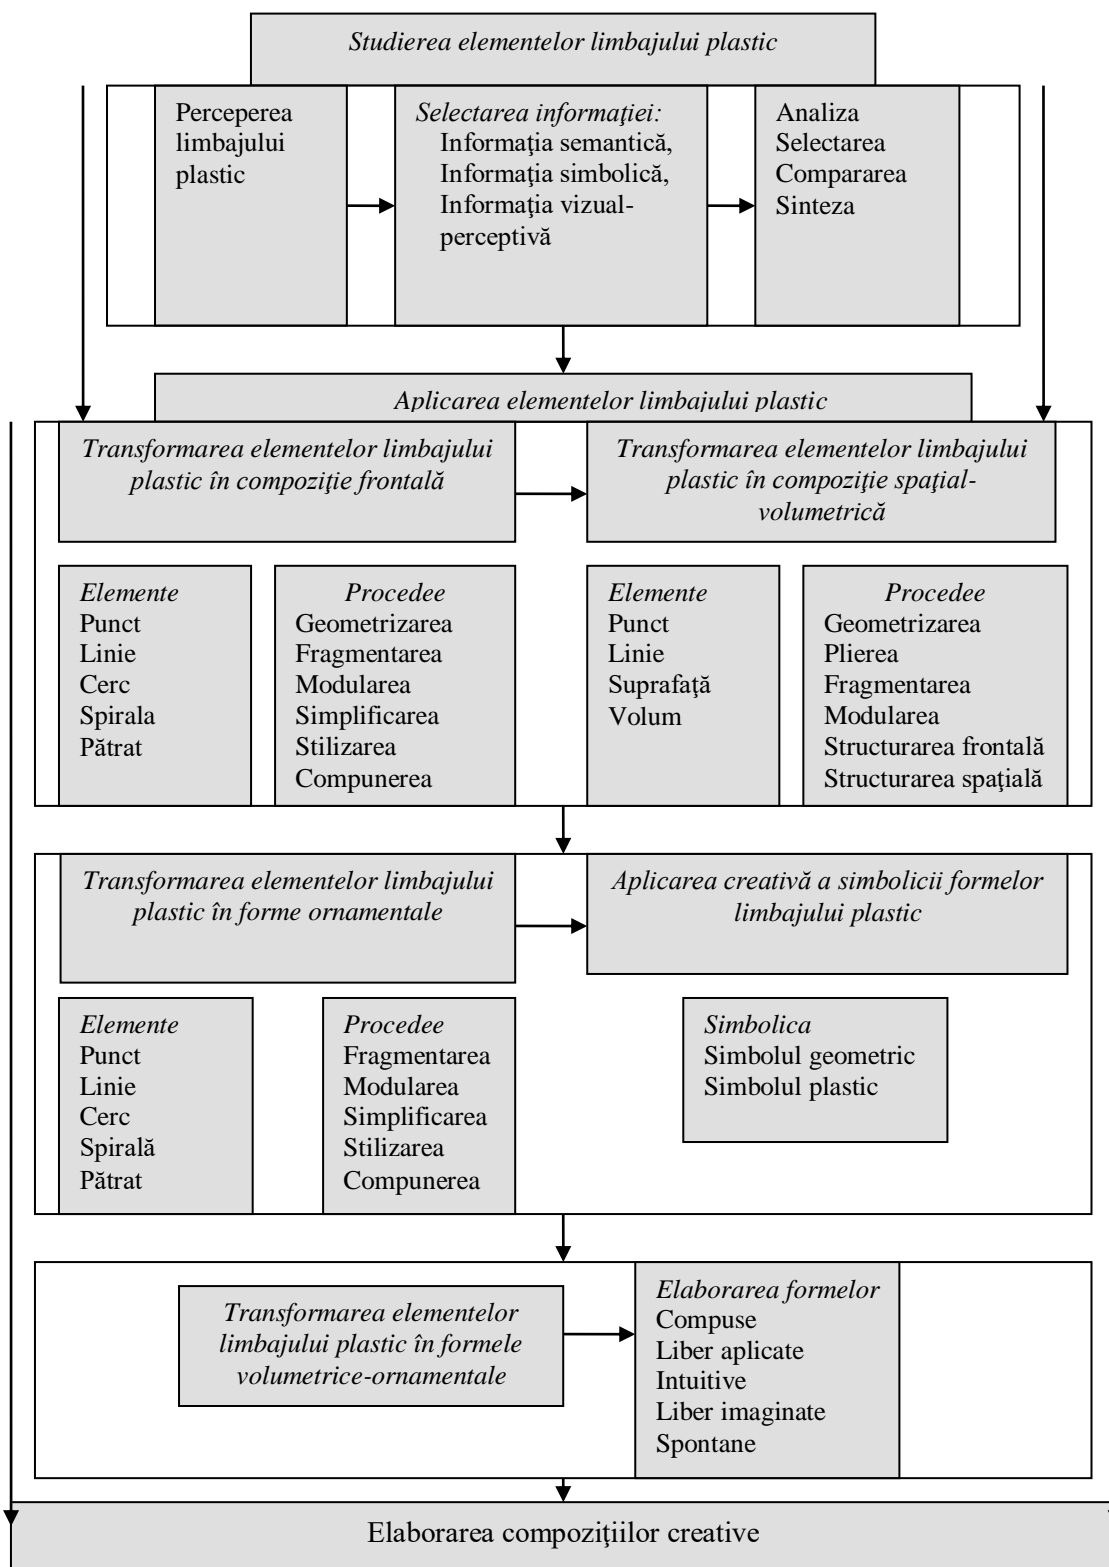 Studierea elementelor limbajului plastic
Perceperea
limbajului
plastic
Selectarea informaţiei:
Informaţia semantică,
Informaţia simbolică,
Informaţia vizual-
perceptivă
Analiza
Selectarea
Compararea
Sinteza
Aplicarea elementelor limbajului plastic
Transformarea elementelor limbajului
plastic în compoziţie frontală
Transformarea elementelor limbajului
plastic în compoziţie spaţial-
volumetrică
Elemente
Punct
Linie
Cerc
Spirala
Pătrat
Procedee
Geometrizarea
Fragmentarea
Modularea
Simplificarea
Stilizarea
Compunerea
Elemente
Punct
Linie
Suprafaţă
Volum
Procedee
Geometrizarea
Plierea
Fragmentarea
Modularea
Structurarea frontală
Structurarea spaţială
Transformarea elementelor limbajului
plastic în forme ornamentale
Aplicarea creativă a simbolicii formelor
limbajului plastic
Elemente
Punct
Linie
Cerc
Spirală
Pătrat
Procedee
Fragmentarea
Modularea
Simplificarea
Stilizarea
Compunerea
Simbolica
Simbolul geometric
Simbolul plastic
Transformarea elementelor
limbajului plastic în formele
volumetrice-ornamentale
Elaborarea formelor
Compuse
Liber aplicate
Intuitive
Liber imaginate
Spontane
Elaborarea compoziţiilor creative